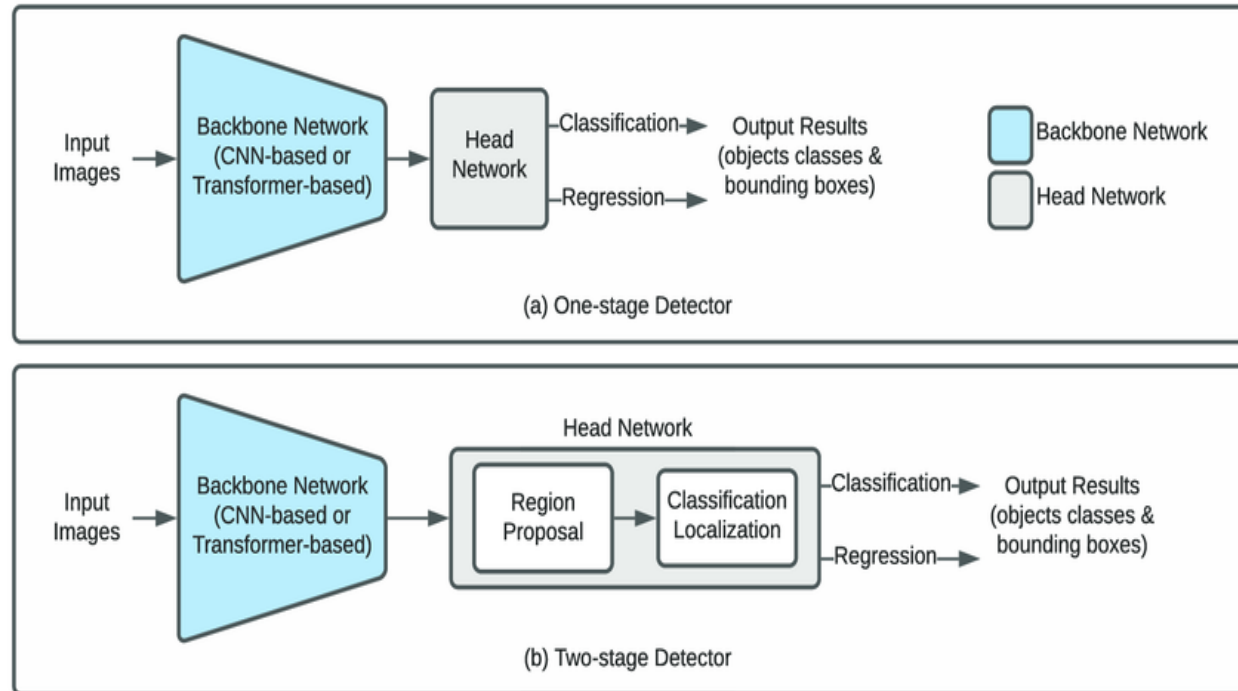 Input
Images
Backbone Network
(CNN-based or
Transformer-based)
Head
Network
Classification
Regression
Output Results
(objects classes &
bounding boxes)
Backbone Network
Head Network
(a) One-stage Detector
Input
Images
Backbone Network
(CNN-based or
Transformer-based)
Head Network
Region
Proposal
Classification
Localization
Classification
Regression
Output Results
(objects classes &
bounding boxes)
(b) Two-stage Detector